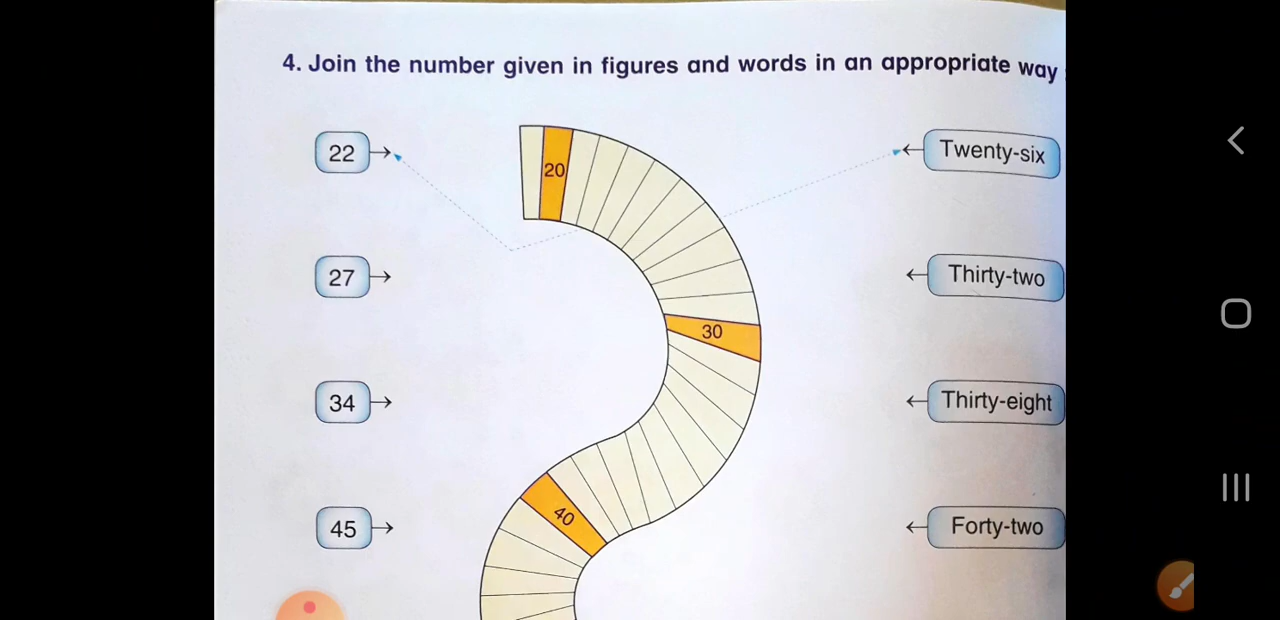 4. Join the number given in figures and words in an appropriate way
22
20
Twenty-six
27
Thirty-two
30
34
Thirty-eight
40
45
Forty-two